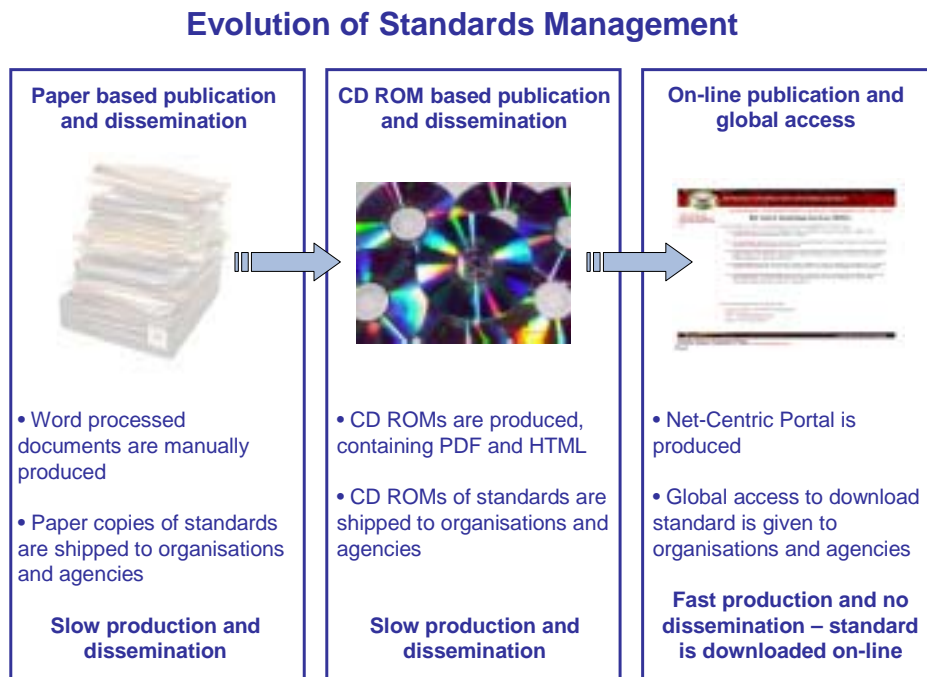 Evolution of Standards Management
Paper based publication
and dissemination
• Word processed
documents are manually
produced
• Paper copies of standards
are shipped to organisations
and agencies
Slow production and
dissemination
CD ROM based publication
and dissemination
• CD ROMs are produced,
containing PDF and HTML
• CD ROMs of standards are
shipped to organisations and
agencies
Slow production and
dissemination
On-line publication and
global access
• Net-Centric Portal is
produced
• Global access to download
standard is given to
organisations and agencies
Fast production and no
dissemination – standard
is downloaded on-line